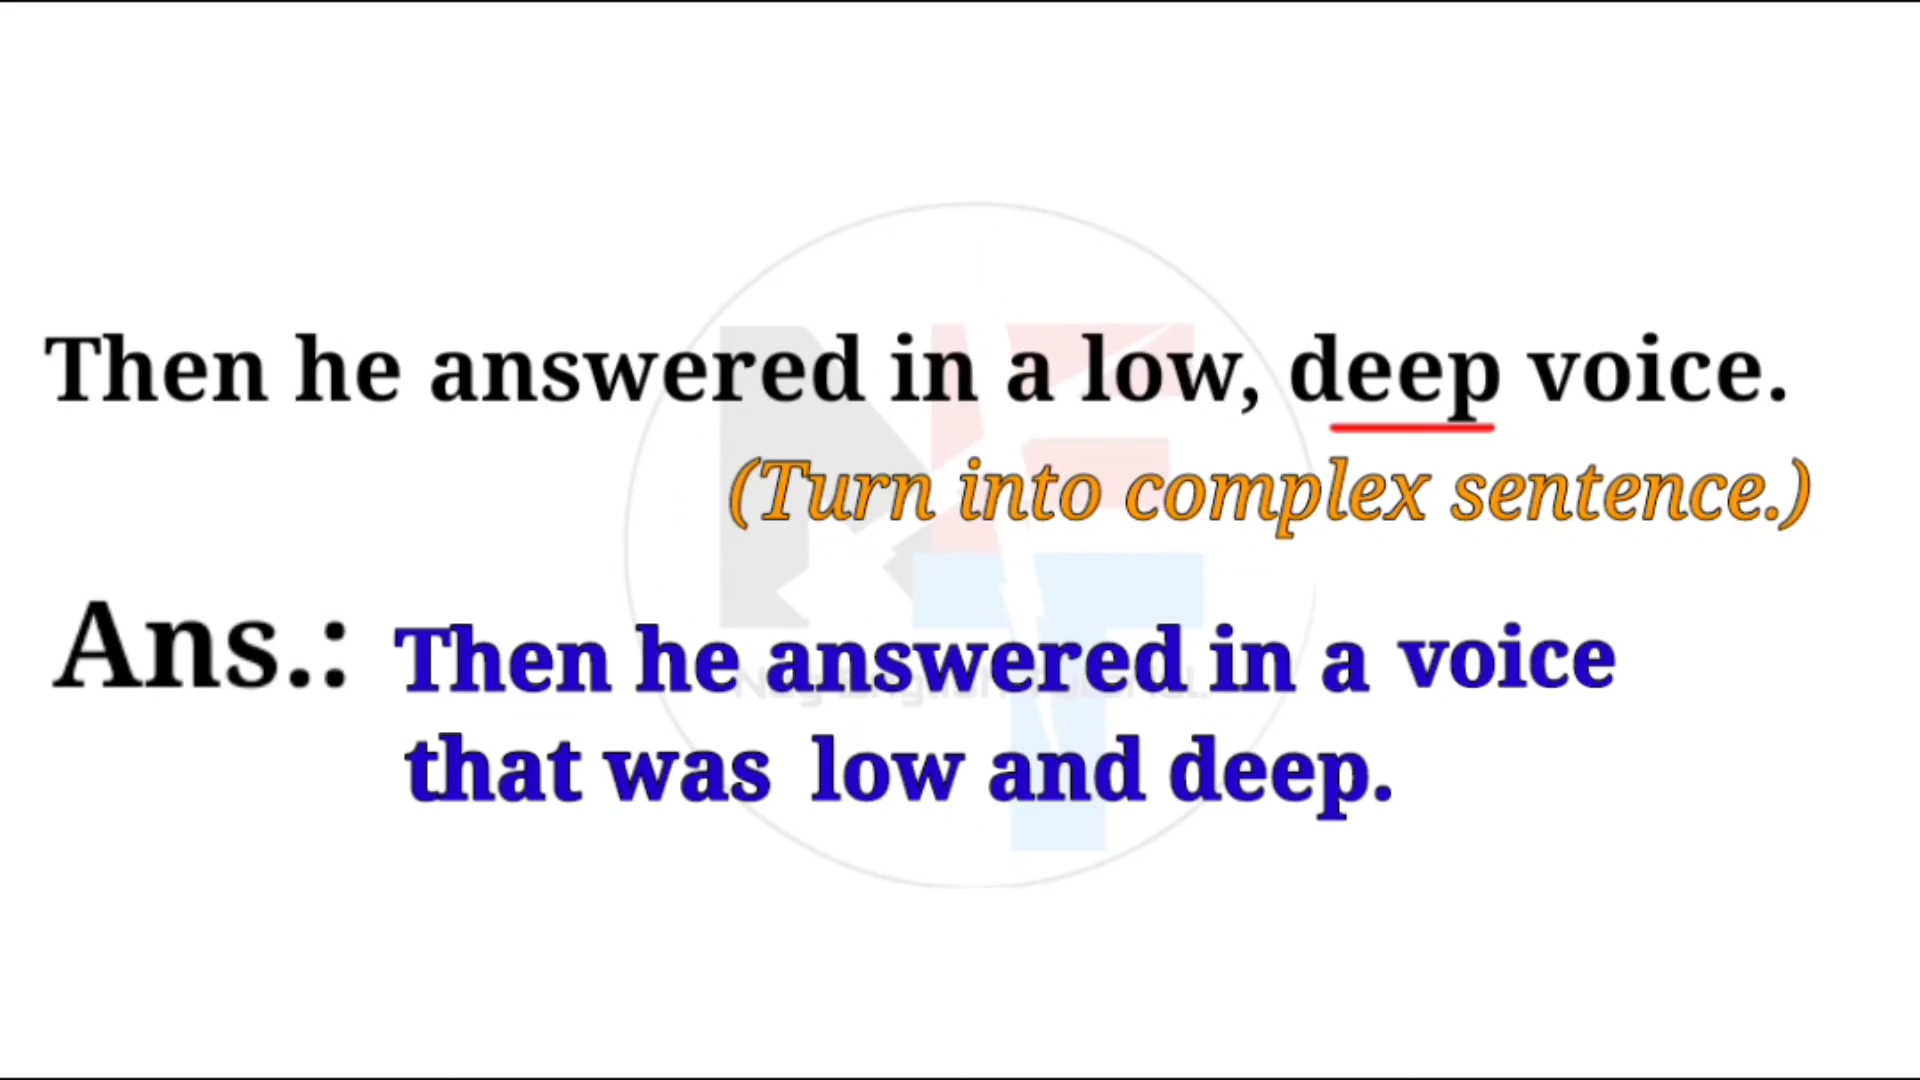 Then he answered in a low, deep voice.
(Turn into complex sentence.)
Ans.: Then he answered in a voice
that was low and deep.